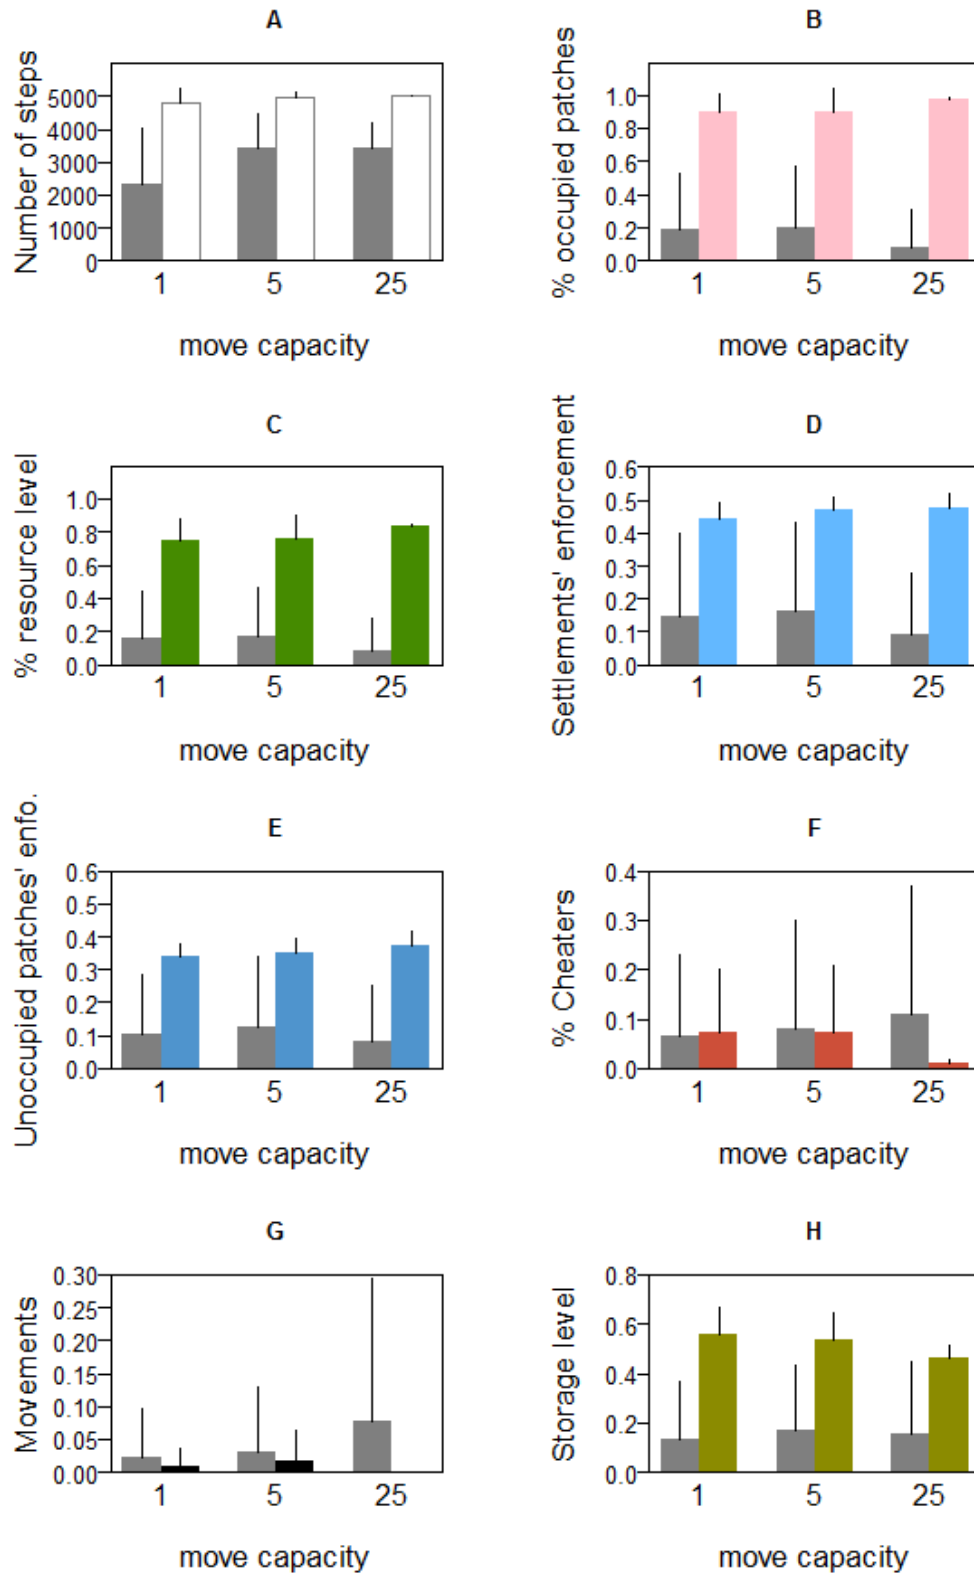 A
Number of steps
5000
4000
3000
2000
1000
0
1 5 25
move capacity
B
% occupied patches
1.0
0.8
0.6
0.4
0.2
0.0
1 5 25
move capacity
C
% resource level
1.0
0.8
0.6
0.4
0.2
0.0
1 5 25
move capacity
D
Settlements' enforcement
0.6
0.5
0.4
0.3
0.2
0.1
0.0
1 5 25
move capacity
E
Unoccupied patches' enfo.
0.6
0.5
0.4
0.3
0.2
0.1
0.0
1 5 25
move capacity
F
% Cheaters
0.4
0.3
0.2
0.1
0.0
1 5 25
move capacity
G
Movements
0.30
0.25
0.20
0.15
0.10
0.05
0.00
1 5 25
move capacity
H
Storage level
0.8
0.6
0.4
0.2
0.0
1 5 25
move capacity